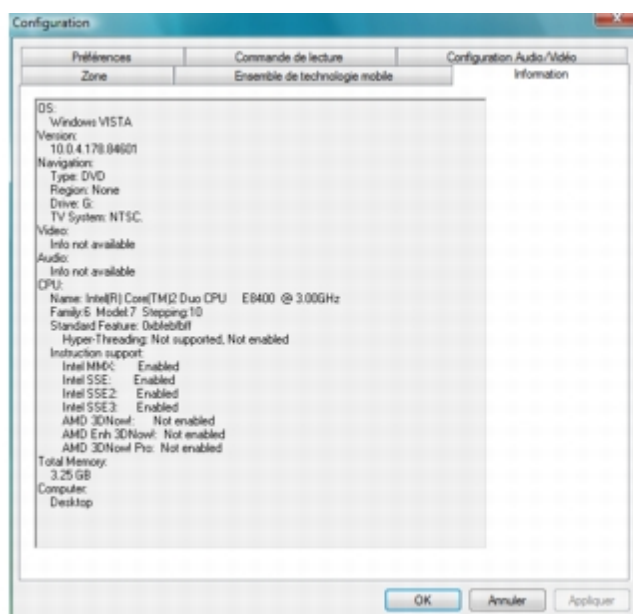 Configuration
Préférences
Commande de lecture
Configuration Audio/Vidéo
Zone
Ensemble de technologie mobile
Information
OS:
Windows VISTA
Version:
10.0.4.178.84601
Navigation:
Type: DVD
Region: None
Drive: G:
TV System: NTSC.
Video:
Info not available
Audio:
Info not available
CPU:
Name: Intel(R) Core(TM)2 Duo CPU E8400 @ 3.00GHz
Family:6 Model:7 Stepping:10
Standard Feature: 0xbfebfbff
Hyper-Threading: Not supported, Not enabled
Instruction support:
Intel MMX: Enabled
Intel SSE: Enabled
Intel SSE2: Enabled
Intel SSE3: Enabled
AMD 3DNow!: Not enabled
AMD Enh 3DNow!: Not enabled
AMD 3DNow! Pro: Not enabled
Total Memory:
3.25 GB
Computer:
Desktop
OK
Annuler
Appliquer